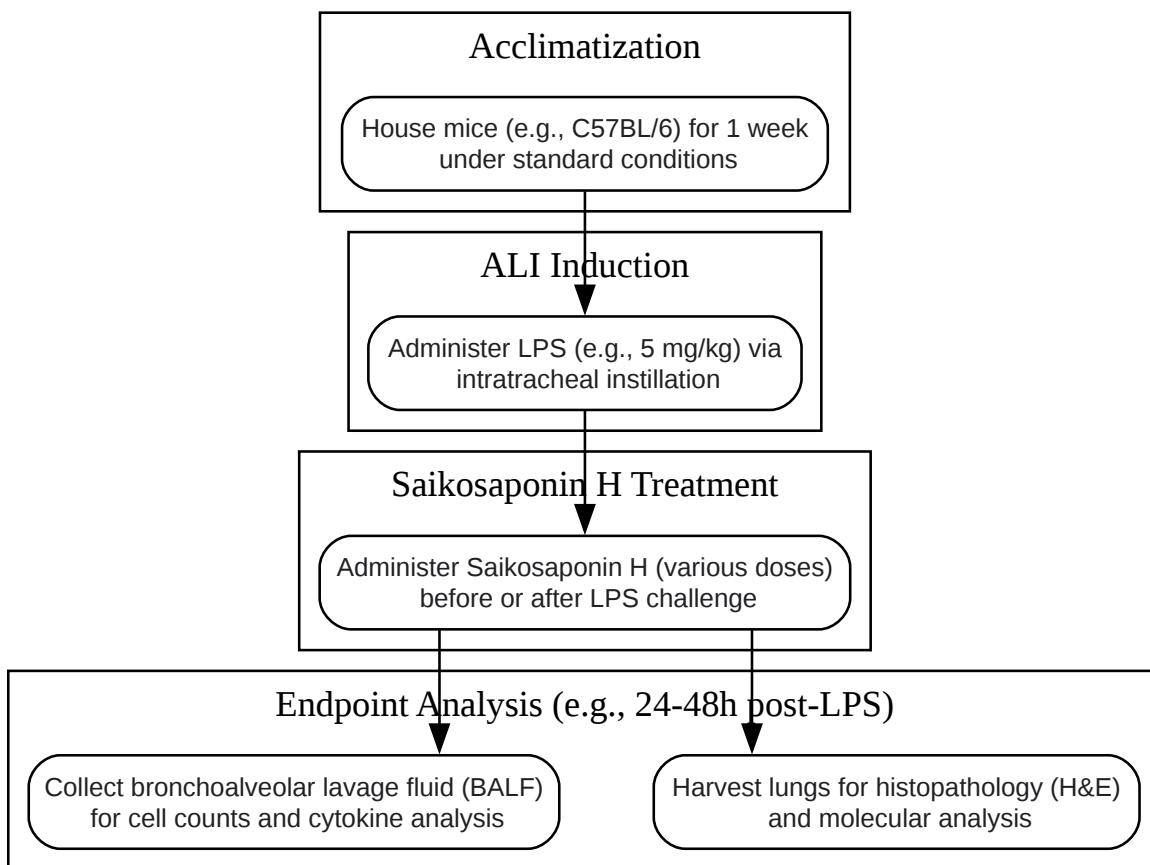 Acclimatization
House mice (e.g., C57BL/6) for 1 week
under standard conditions
ALI Induction
Administer LPS (e.g., 5 mg/kg) via
intratracheal instillation
Saikosaponin H Treatment
Administer Saikosaponin H (various doses)
before or after LPS challenge
Endpoint Analysis (e.g., 24-48h post-LPS)
Collect bronchoalveolar lavage fluid (BALF)
for cell counts and cytokine analysis
Harvest lungs for histopathology (H&E)
and molecular analysis